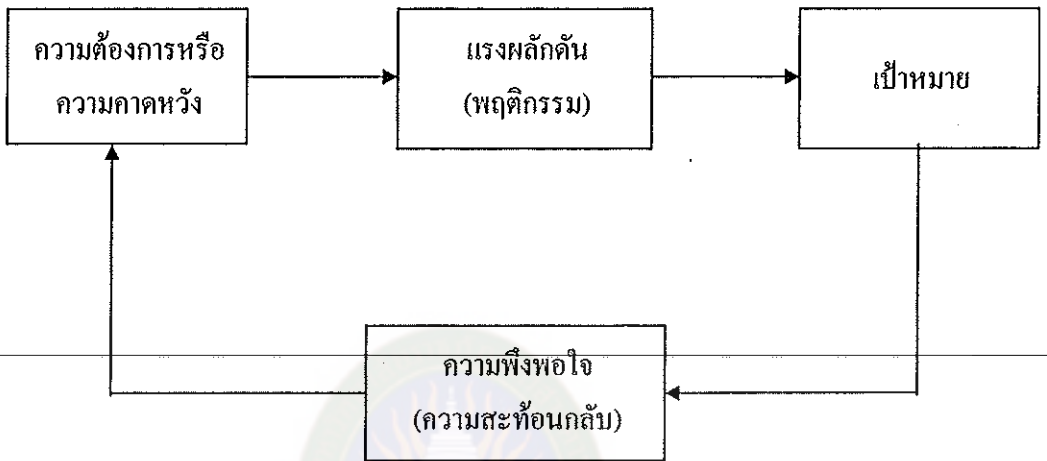 ความต้องการหรือ
ความคาดหวัง
แรงผลักดัน
(พฤติกรรม)
เป้าหมาย
ความพึงพอใจ
(ความสะท้อนกลับ)